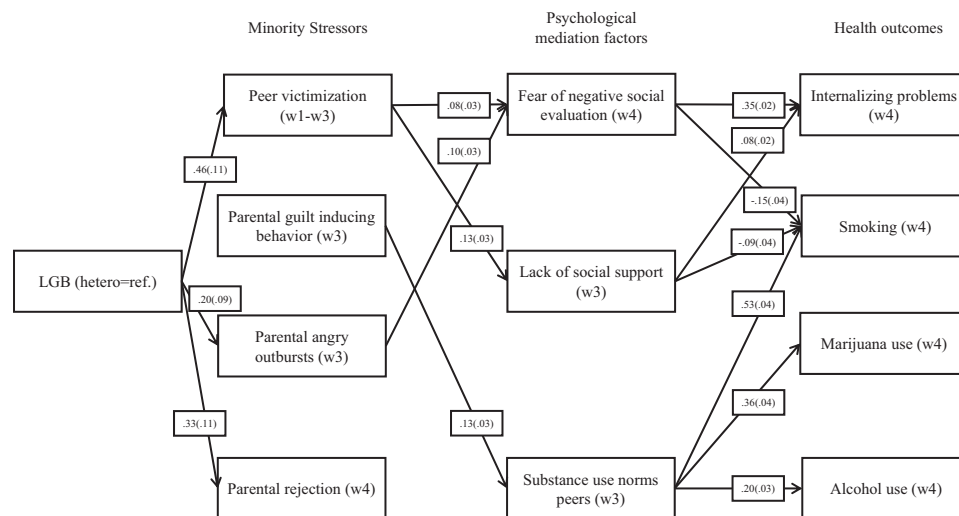 Minority Stressors
Psychological
mediation factors
Health outcomes
Peer victimization
(w1-w3)
.08(.03)
Fear of negative social
evaluation (w4)
.35(.02)
Internalizing problems
(w4)
.08(.02)
.10(.03)
.46(.11)
Parental guilt inducing
behavior (w3)
-.15(.04)
Smoking (w4)
.13(.03)
-.09(.04)
LGB (hetero=ref.)
Lack of social support
(w3)
.20(.09)
.53(.04)
Parental angry
outbursts (w3)
Marijuana use (w4)
.36(.04)
.33(.11)
.13(.03)
Parental rejection (w4)
Substance use norms
peers (w3)
.20(.03)
Alcohol use (w4)